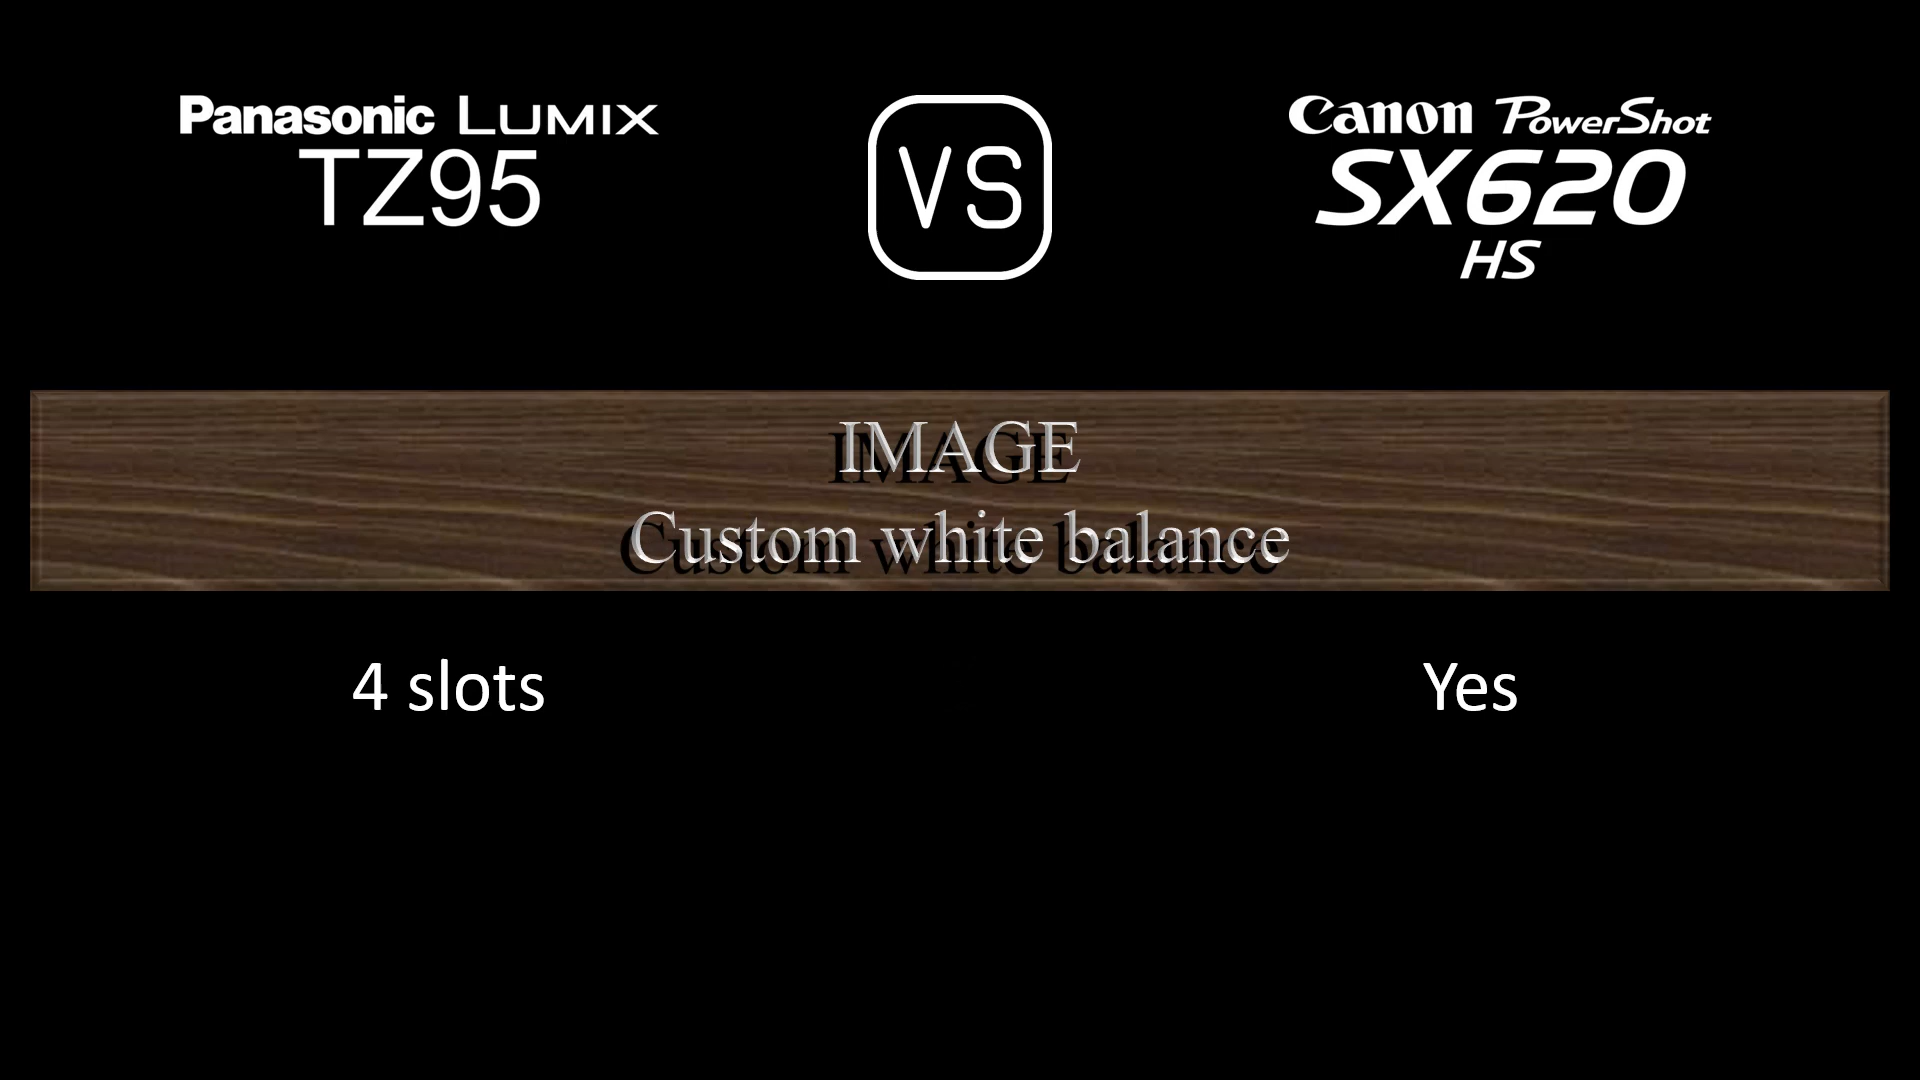 Panasonic LUMIX
TZ95
VS
Canon PowerShot
SX620
HS
IMAGE
Custom white balance
4 slots
Yes